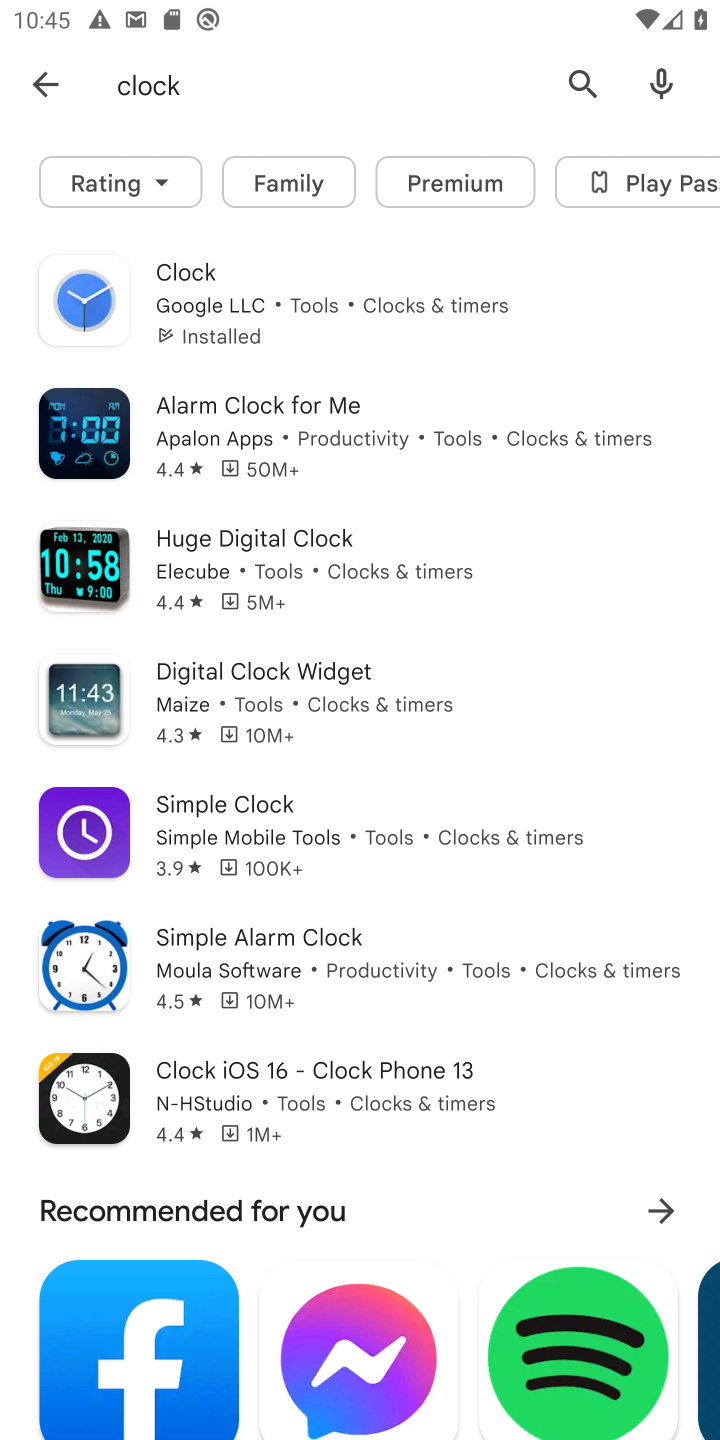 10:45
clock
Rating
Family
Premium
Play Pas
Clock
Google LLC • Tools • Clocks & timers
Installed
Alarm Clock for Me
Apalon Apps • Productivity • Tools • Clocks & timers
4.4★ 50M+
Huge Digital Clock
Elecube • Tools • Clocks & timers
4.4★ 5M+
Digital Clock Widget
Maize • Tools • Clocks & timers
4.3★ 10M+
Simple Clock
Simple Mobile Tools • Tools • Clocks & timers
3.9★ 100K+
Simple Alarm Clock
Moula Software • Productivity • Tools • Clocks & timers
4.5★ 10M+
Clock iOS 16 - Clock Phone 13
N-HStudio • Tools • Clocks & timers
4.4★ 1M+
Recommended for you